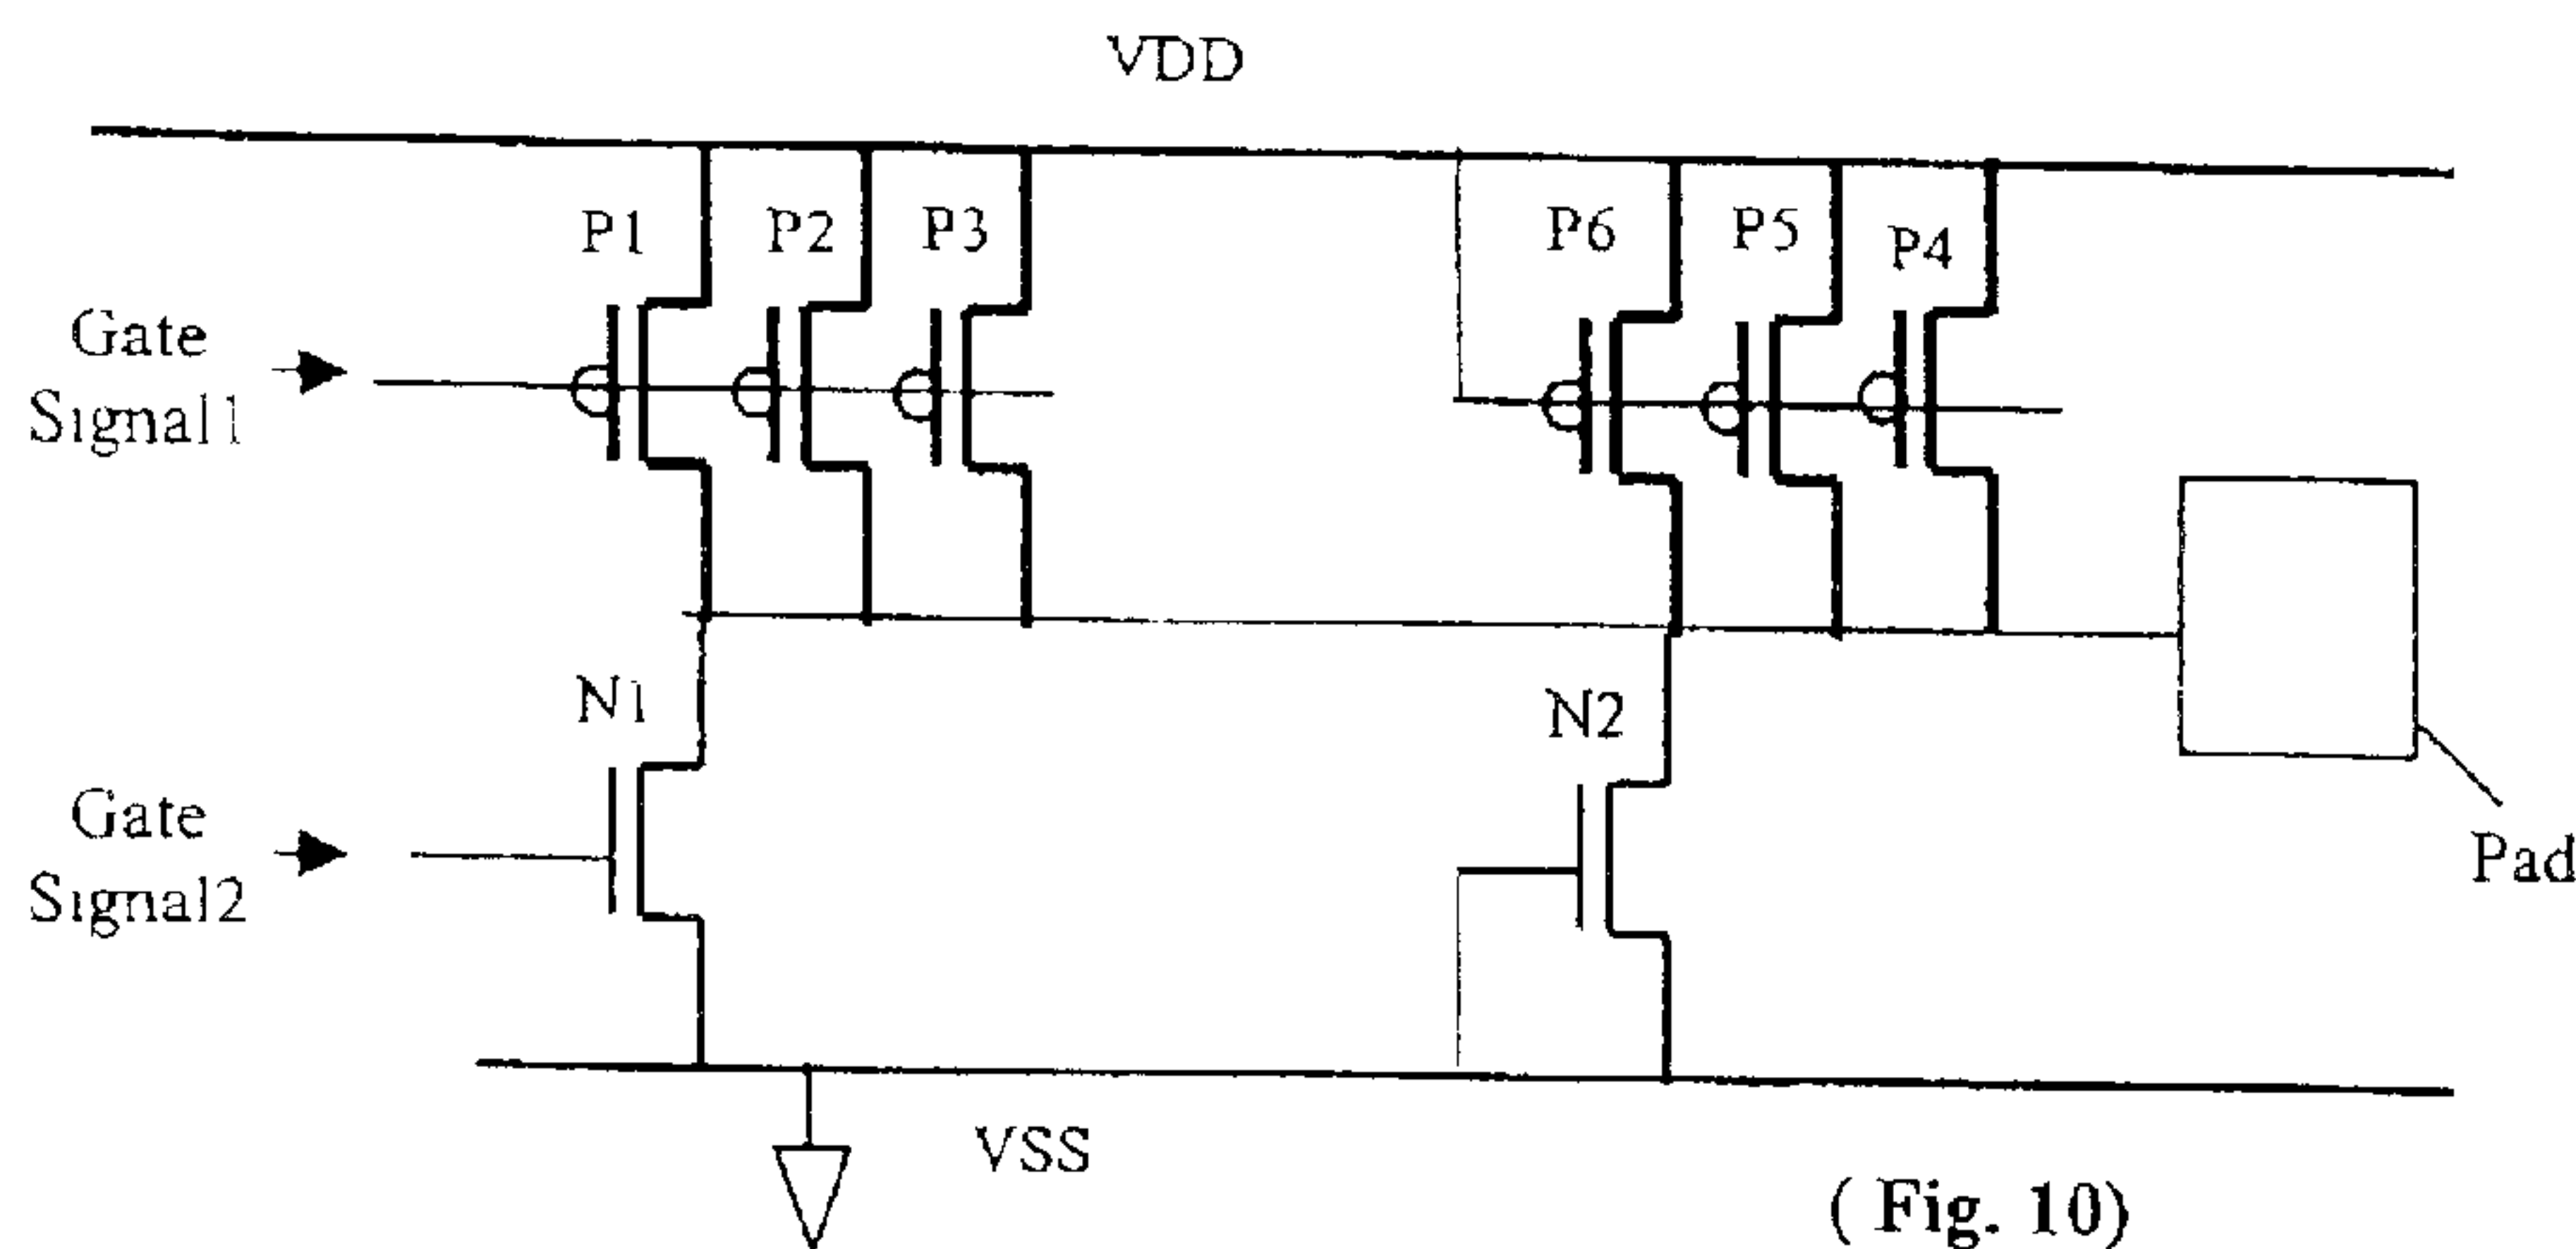 VDD
P1
P2
P3
P6
P5
P4
Gate
Signal1
N1
N2
Gate
Signal2
Pad
VSS
( Fig. 10)